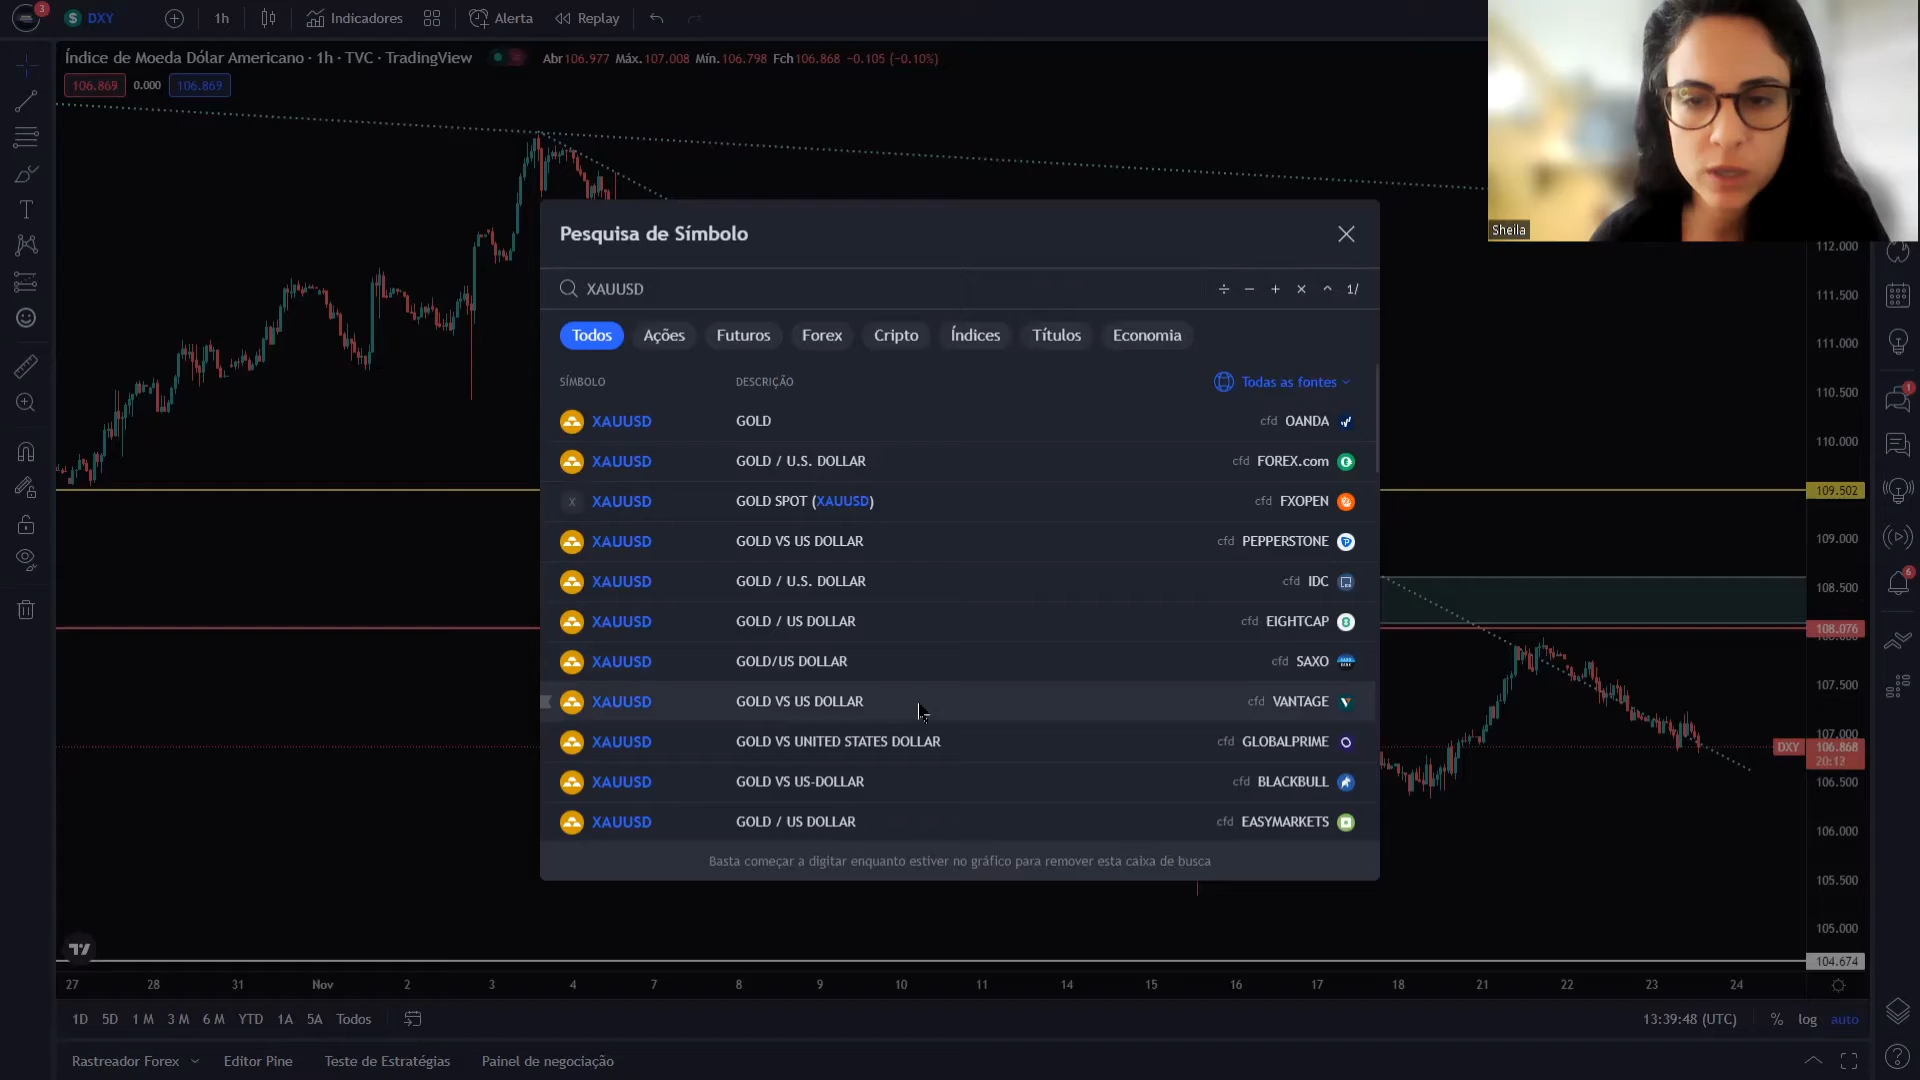 3
$ DXY
1h
Indicadores
Alerta
Replay
Índice de Moeda Dólar Americano · 1h · TVC · TradingView
Abr106.977 Máx.107.008 Mín.106.798 Fch106.868 −0.105 (−0.10%)
106.869 0.000 106.869
Sheila
Pesquisa de Símbolo
XAUUSD
÷ − + × ^ 1/
Todos Ações Futuros Forex Cripto Índices Títulos Economia
SÍMBOLO DESCRIÇÃO Todas as fontes
XAUUSD GOLD cfd OANDA
XAUUSD GOLD / U.S. DOLLAR cfd FOREX.com
X XAUUSD GOLD SPOT (XAUUSD) cfd FXOPEN
XAUUSD GOLD VS US DOLLAR cfd PEPPERSTONE
XAUUSD GOLD / U.S. DOLLAR cfd IDC
XAUUSD GOLD / US DOLLAR cfd EIGHTCAP
XAUUSD GOLD/US DOLLAR cfd SAXO
XAUUSD GOLD VS US DOLLAR cfd VANTAGE
XAUUSD GOLD VS UNITED STATES DOLLAR cfd GLOBALPRIME
XAUUSD GOLD VS US-DOLLAR cfd BLACKBULL
XAUUSD GOLD / US DOLLAR cfd EASYMARKETS
Basta começar a digitar enquanto estiver no gráfico para remover esta caixa de busca
112.000
111.500
111.000
110.500
110.000
109.502
109.000
108.500
108.076
107.500
107.000
DXY 106.868
20:12
106.500
106.000
105.500
105.000
104.674
1
6
27 28 31 Nov 2 3 4 7 8 9 10 11 14 15 16 17 18 21 22 23 24
1D 5D 1 M 3 M 6 M YTD 1A 5A Todos
13:39:48 (UTC) % log auto
Rastreador Forex Editor Pine Teste de Estratégias Painel de negociação